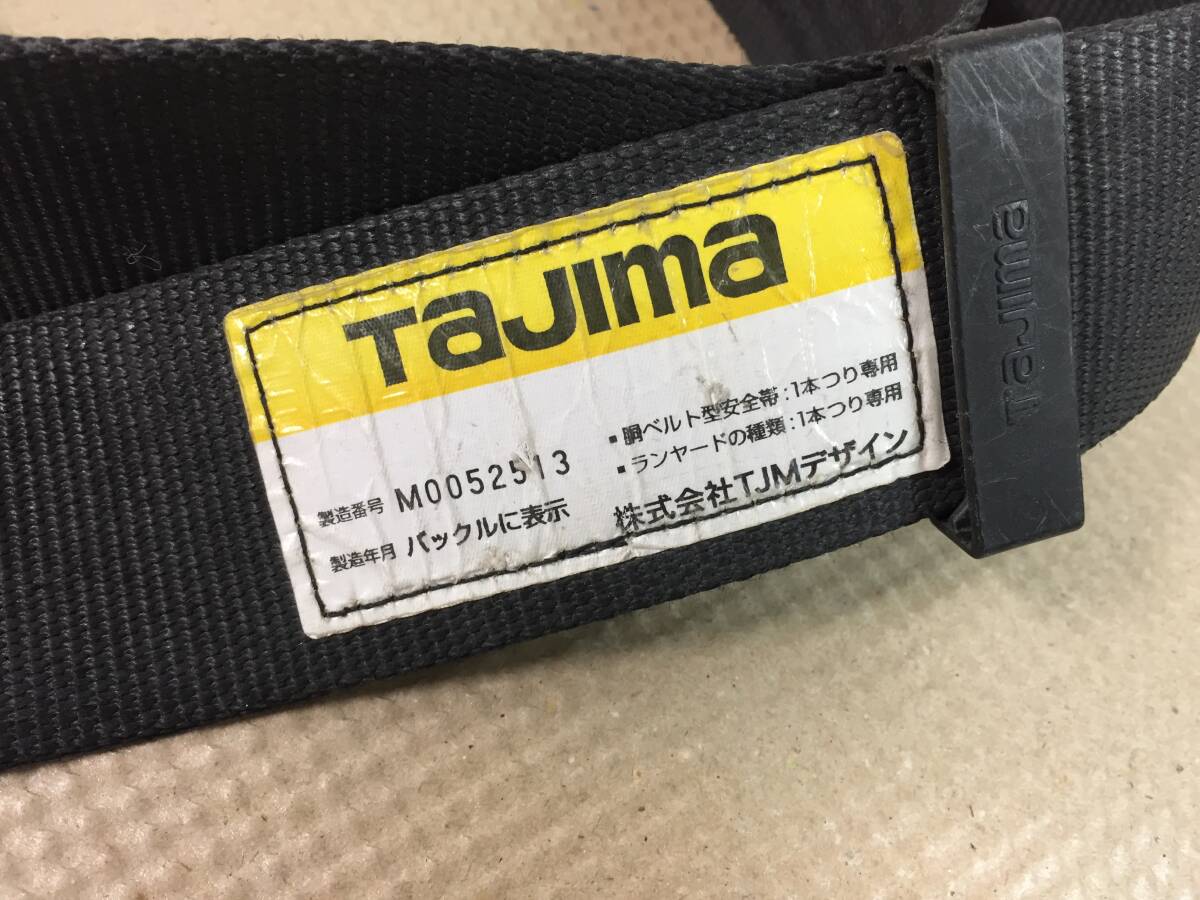 TAJIMA
製造番号 M0052513
製造年月 バックルに表示
▪胴ベルト型安全帯:1本つり専用
▪ランヤードの種類:1本つり専用
株式会社TJMデザイン
TAJIMA